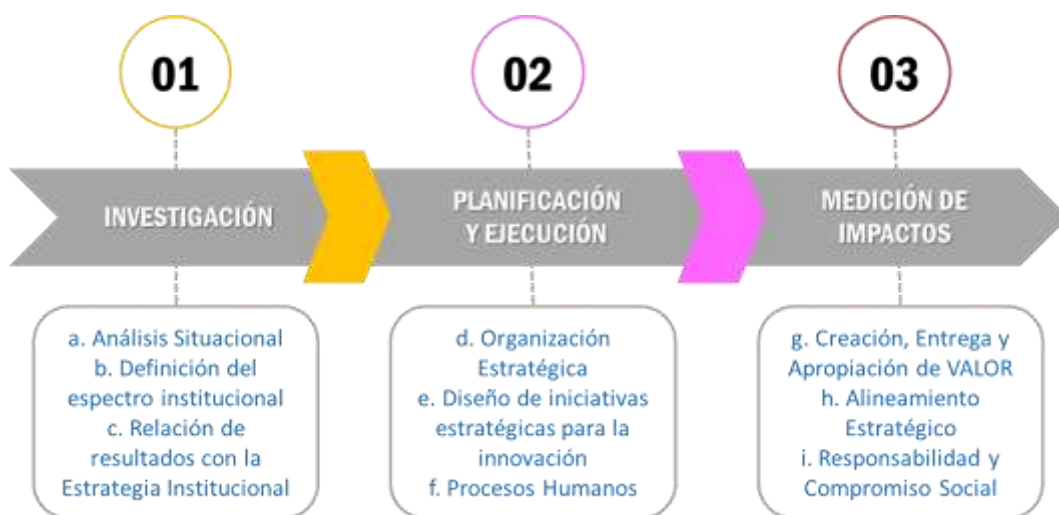 01
02
03
INVESTIGACIÓN
PLANIFICACIÓN
Y EJECUCIÓN
MEDICIÓN DE
IMPACTOS
a. Análisis Situacional
b. Definición del
espectro institucional
c. Relación de
resultados con la
Estrategia Institucional
d. Organización
Estratégica
e. Diseño de iniciativas
estratégicas para la
innovación
f. Procesos Humanos
g. Creación, Entrega y
Apropiación de VALOR
h. Alineamiento
Estratégico
i. Responsabilidad y
Compromiso Social